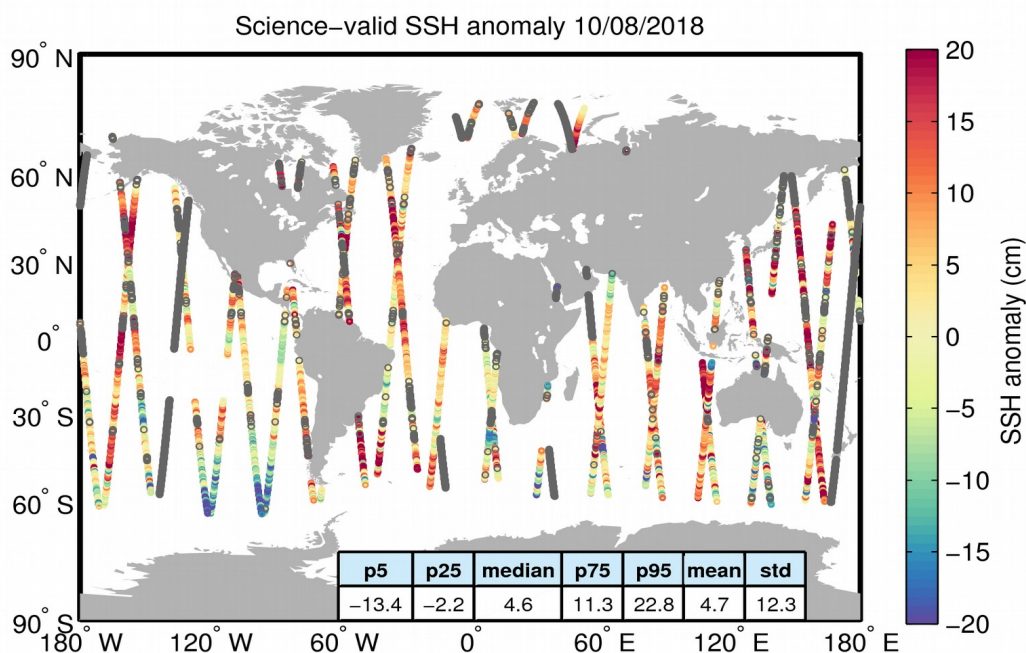 Science−valid SSH anomaly 10/08/2018
90° N
60° N
30° N
0°
30° S
60° S
90° S
180° W
120° W
60° W
0°
60° E
120° E
180° E
p5 p25 median p75 p95 mean std
−13.4 −2.2 4.6 11.3 22.8 4.7 12.3
20
15
10
5
0
−5
−10
−15
−20
SSH anomaly (cm)